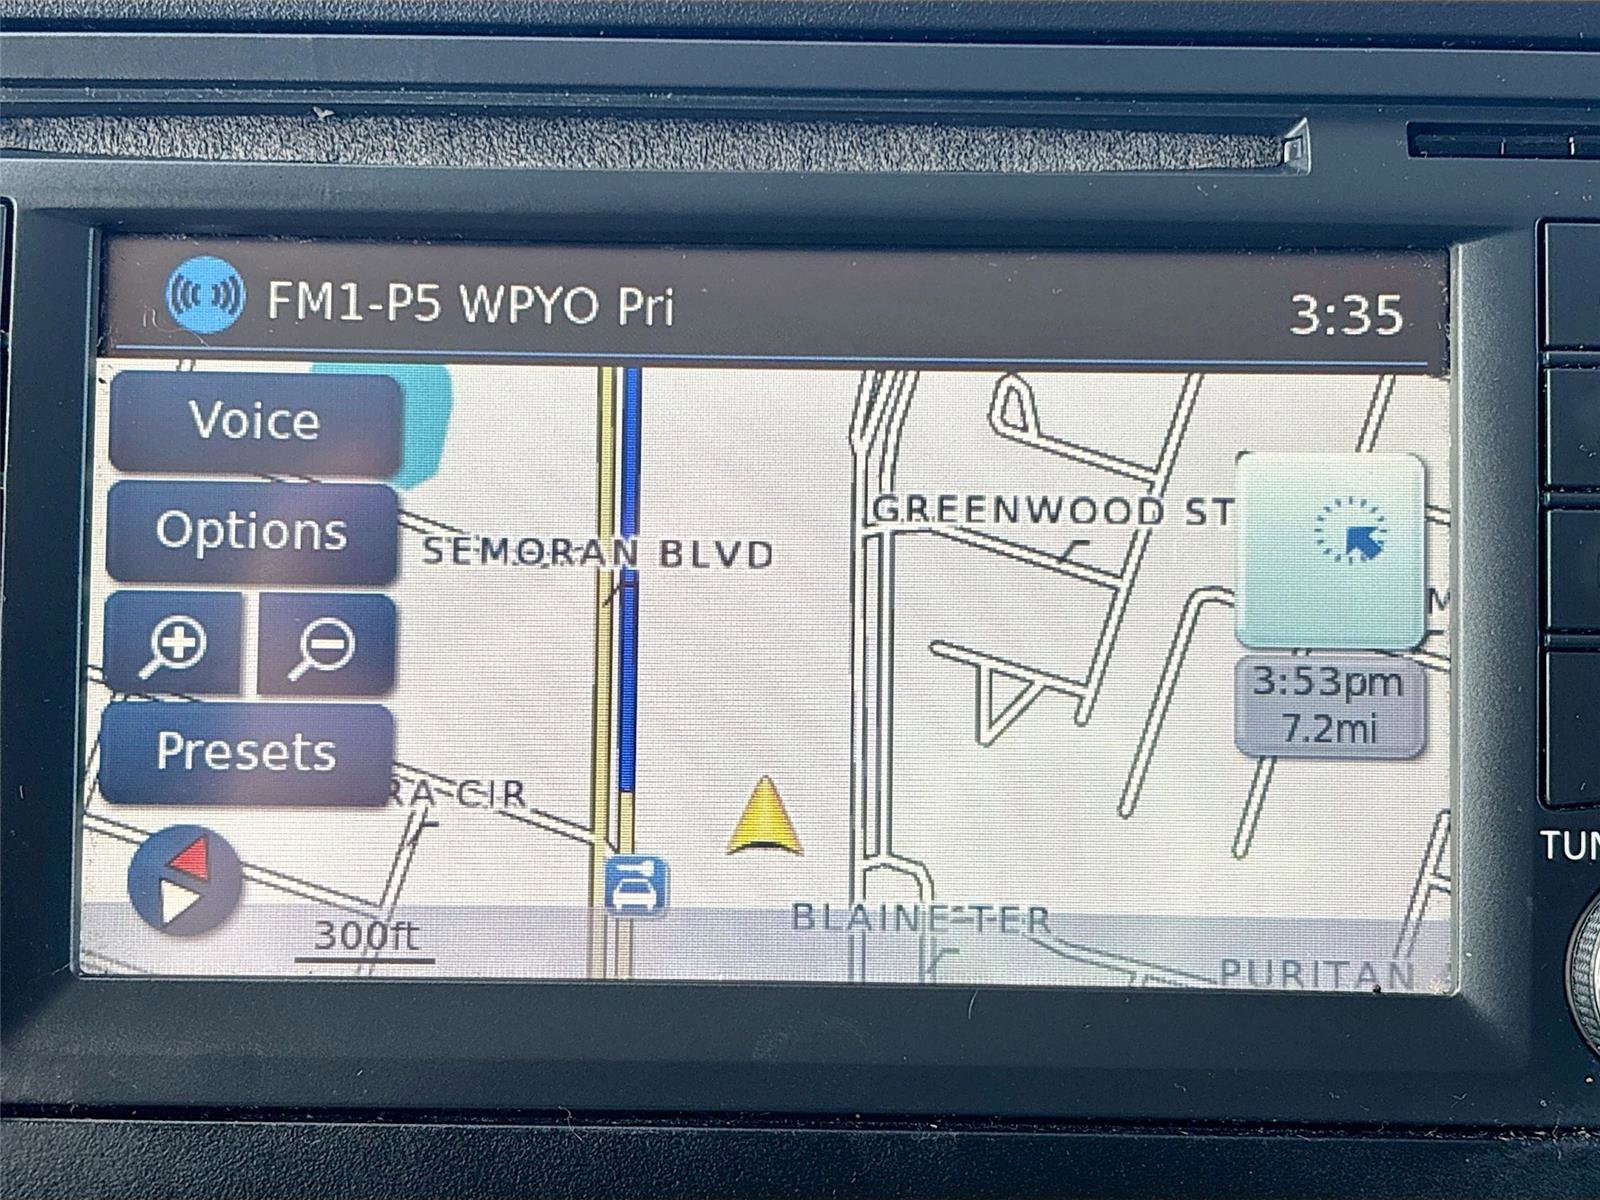 FM1-P5 WPYO Pri
3:35
Voice
Options
Presets
SEMORAN BLVD
GREENWOOD ST
M
3:53pm
7.2mi
RA CIR
300ft
BLAINE TER
PURITAN
TUN